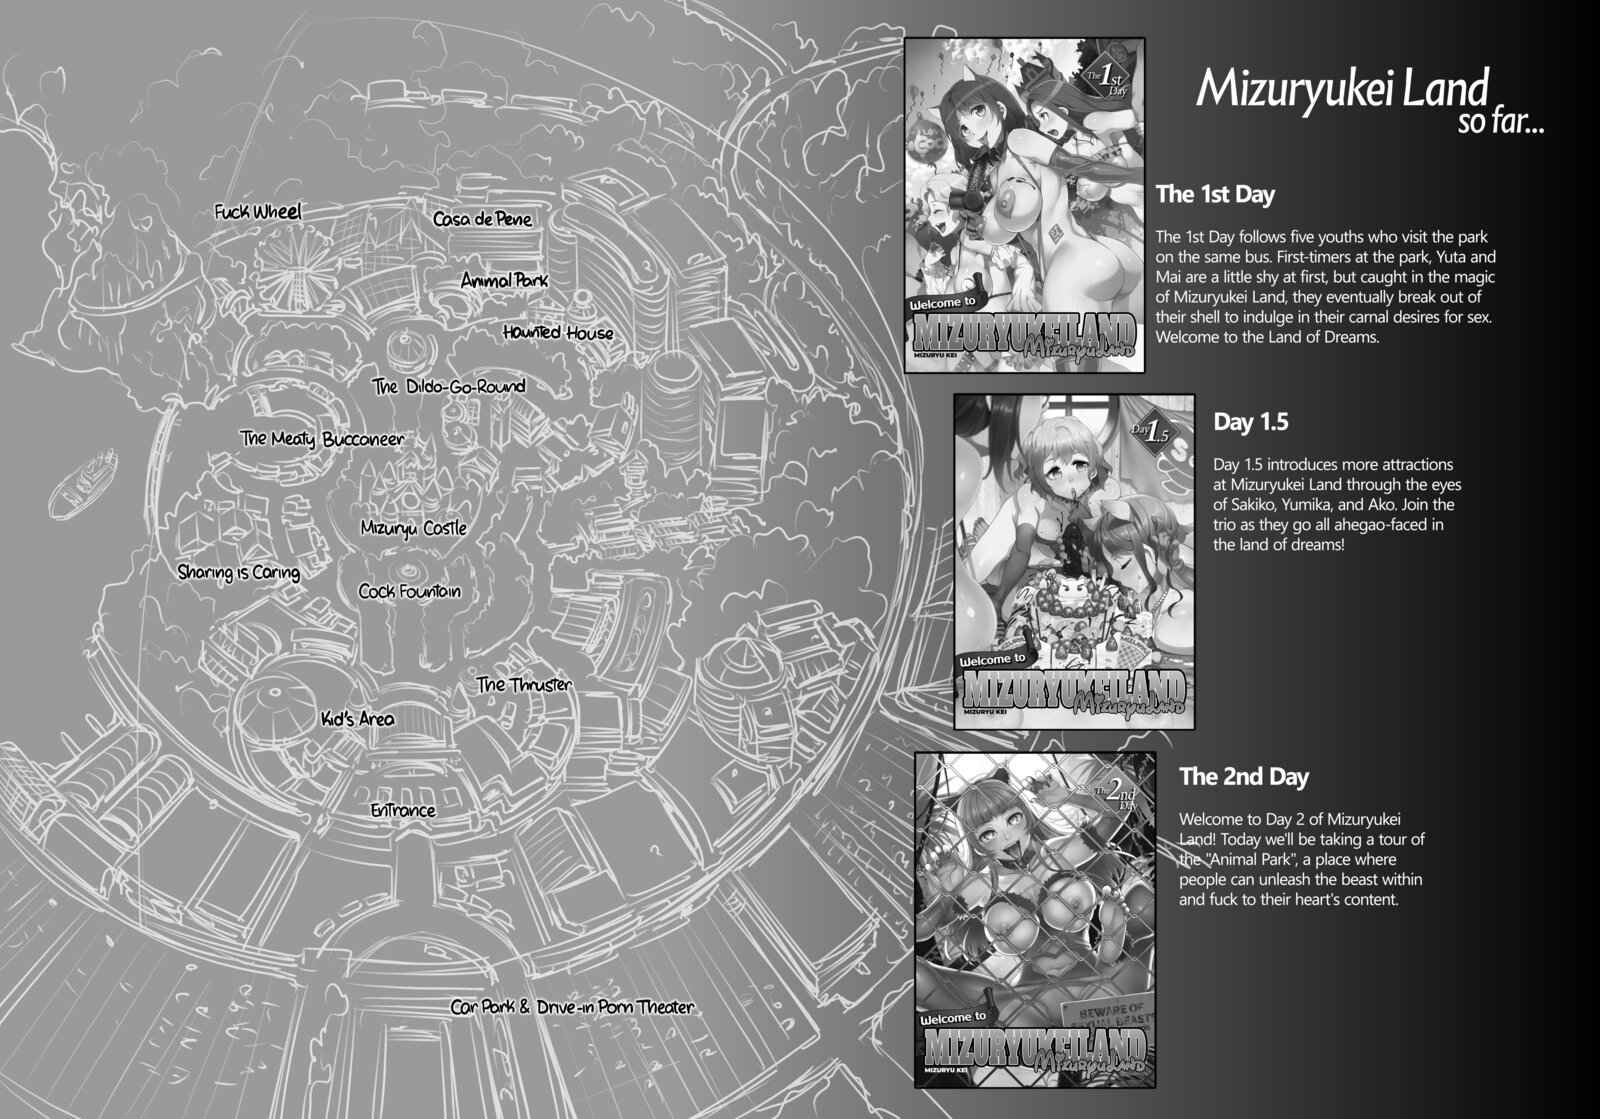 Mizuryukei Land
so far...
Fuck Wheel
Casa de Pene
Animal Park
Haunted House
The Dildo-Go-Round
The Meaty Buccaneer
Mizuryu Castle
Sharing is Caring
Cock Fountain
The Thruster
Kid's Area
Entrance
Car Park & Drive-in Porn Theater
The 1st Day
Welcome to
MIZURYUKEILAND
MizuryuLand
MIZURYU KEI
The 1st Day
The 1st Day follows five youths who visit the park
on the same bus. First-timers at the park, Yuta and
Mai are a little shy at first, but caught in the magic
of Mizuryukei Land, they eventually break out of
their shell to indulge in their carnal desires for sex.
Welcome to the Land of Dreams.
Day 1.5
Welcome to
MIZURYUKEILAND
MizuryuLand
MIZURYU KEI
Day 1.5
Day 1.5 introduces more attractions
at Mizuryukei Land through the eyes
of Sakiko, Yumika, and Ako. Join the
trio as they go all ahegao-faced in
the land of dreams!
The 2nd Day
BEWARE OF
Welcome to
MIZURYUKEILAND
MizuryuLand
MIZURYU KEI
The 2nd Day
Welcome to Day 2 of Mizuryukei
Land! Today we'll be taking a tour of
the "Animal Park", a place where
people can unleash the beast within
and fuck to their heart's content.